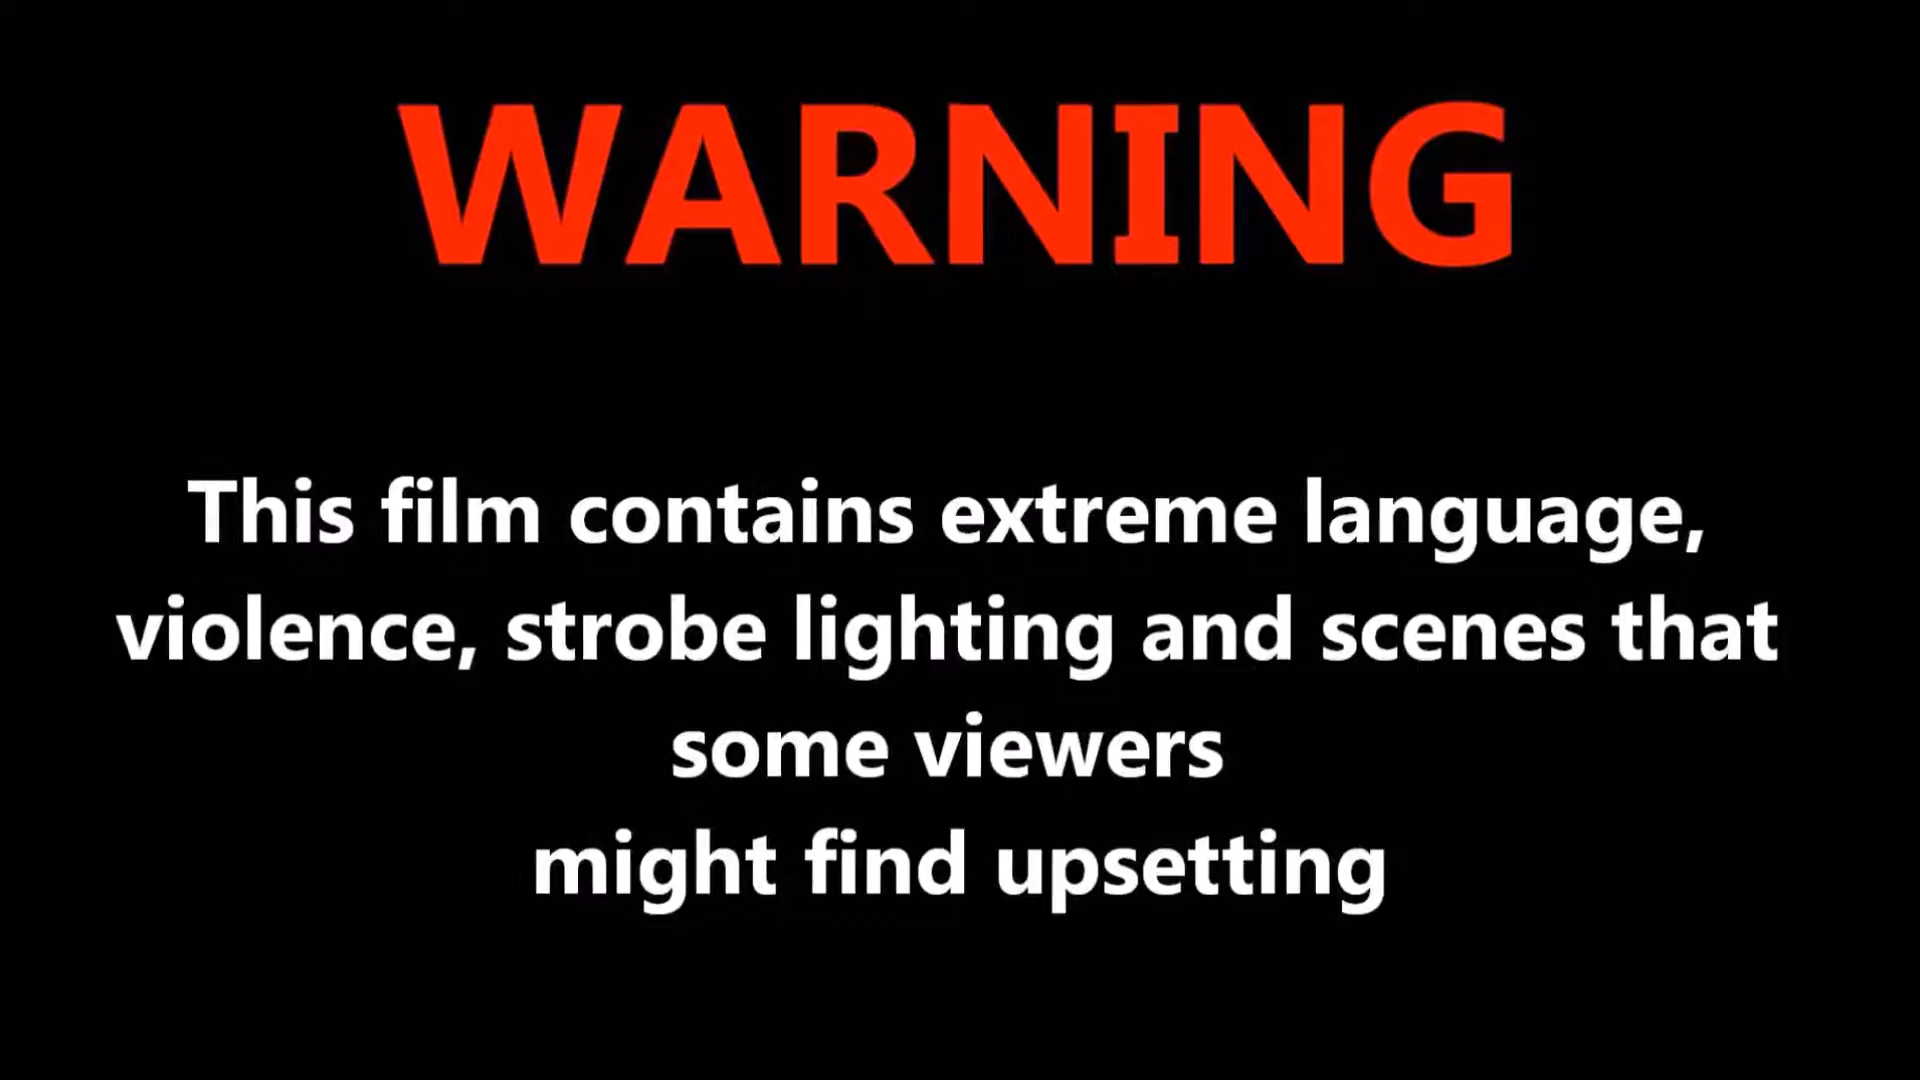 WARNING
This film contains extreme language,
violence, strobe lighting and scenes that
some viewers
might find upsetting